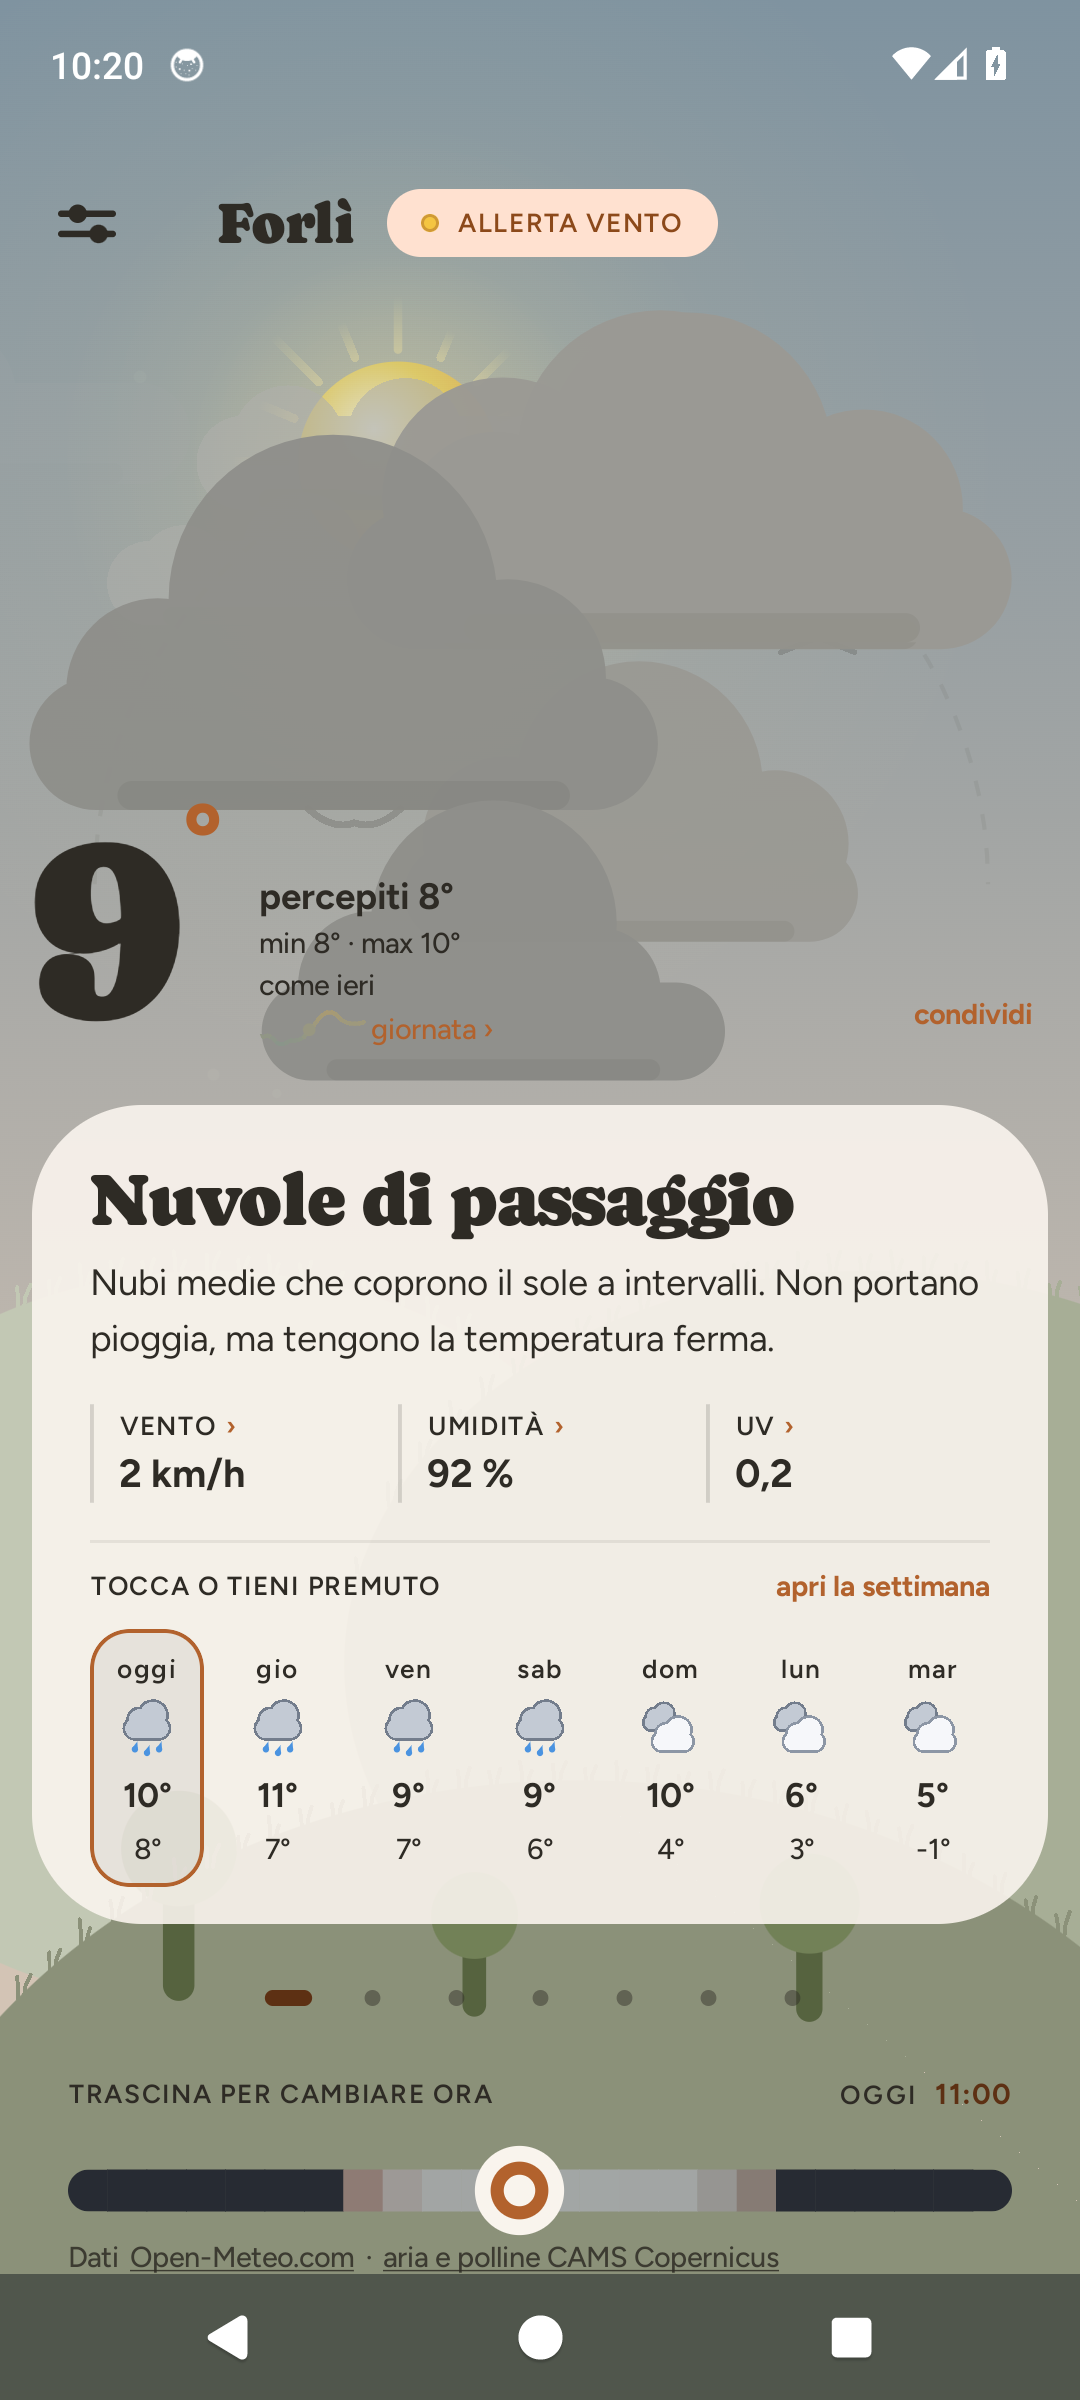 10:20
Forlì
ALLERTA VENTO
9°
percepiti 8°
min 8° · max 10°
come ieri
giornata ›
condividi
Nuvole di passaggio
Nubi medie che coprono il sole a intervalli. Non portano
pioggia, ma tengono la temperatura ferma.
VENTO › UMIDITÀ › UV ›
2 km/h 92 % 0,2
TOCCA O TIENI PREMUTO apri la settimana
oggi gio ven sab dom lun mar
10° 11° 9° 9° 10° 6° 5°
8° 7° 7° 6° 4° 3° -1°
TRASCINA PER CAMBIARE ORA OGGI 11:00
Dati Open-Meteo.com · aria e polline CAMS Copernicus